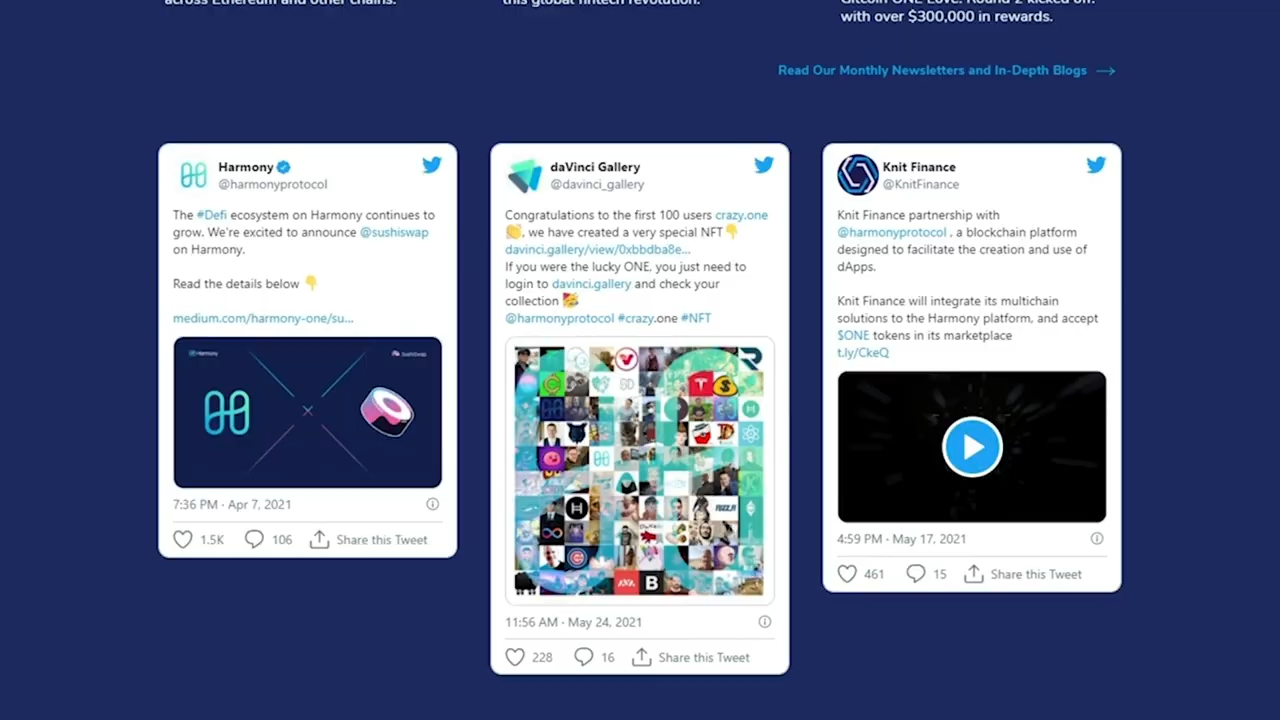 across Ethereum and other chains.
this global fintech revolution.
Gitcoin ONE Love. Round 2 kicked off
with over $300,000 in rewards.
Read Our Monthly Newsletters and In-Depth Blogs →
Harmony
@harmonyprotocol
The #Defi ecosystem on Harmony continues to
grow. We're excited to announce @sushiswap
on Harmony.
Read the details below 👇
medium.com/harmony-one/su...
Harmony
SushiSwap
7:36 PM · Apr 7, 2021
1.5K 106 Share this Tweet
daVinci Gallery
@davinci_gallery
Congratulations to the first 100 users crazy.one
👏, we have created a very special NFT👇
davinci.gallery/view/0xbbdba8e...
If you were the lucky ONE, you just need to
login to davinci.gallery and check your
collection 🥳
@harmonyprotocol #crazy.one #NFT
11:56 AM · May 24, 2021
228 16 Share this Tweet
Knit Finance
@KnitFinance
Knit Finance partnership with
@harmonyprotocol , a blockchain platform
designed to facilitate the creation and use of
dApps.
Knit Finance will integrate its multichain
solutions to the Harmony platform, and accept
$ONE tokens in its marketplace
t.ly/CkeQ
4:59 PM · May 17, 2021
461 15 Share this Tweet